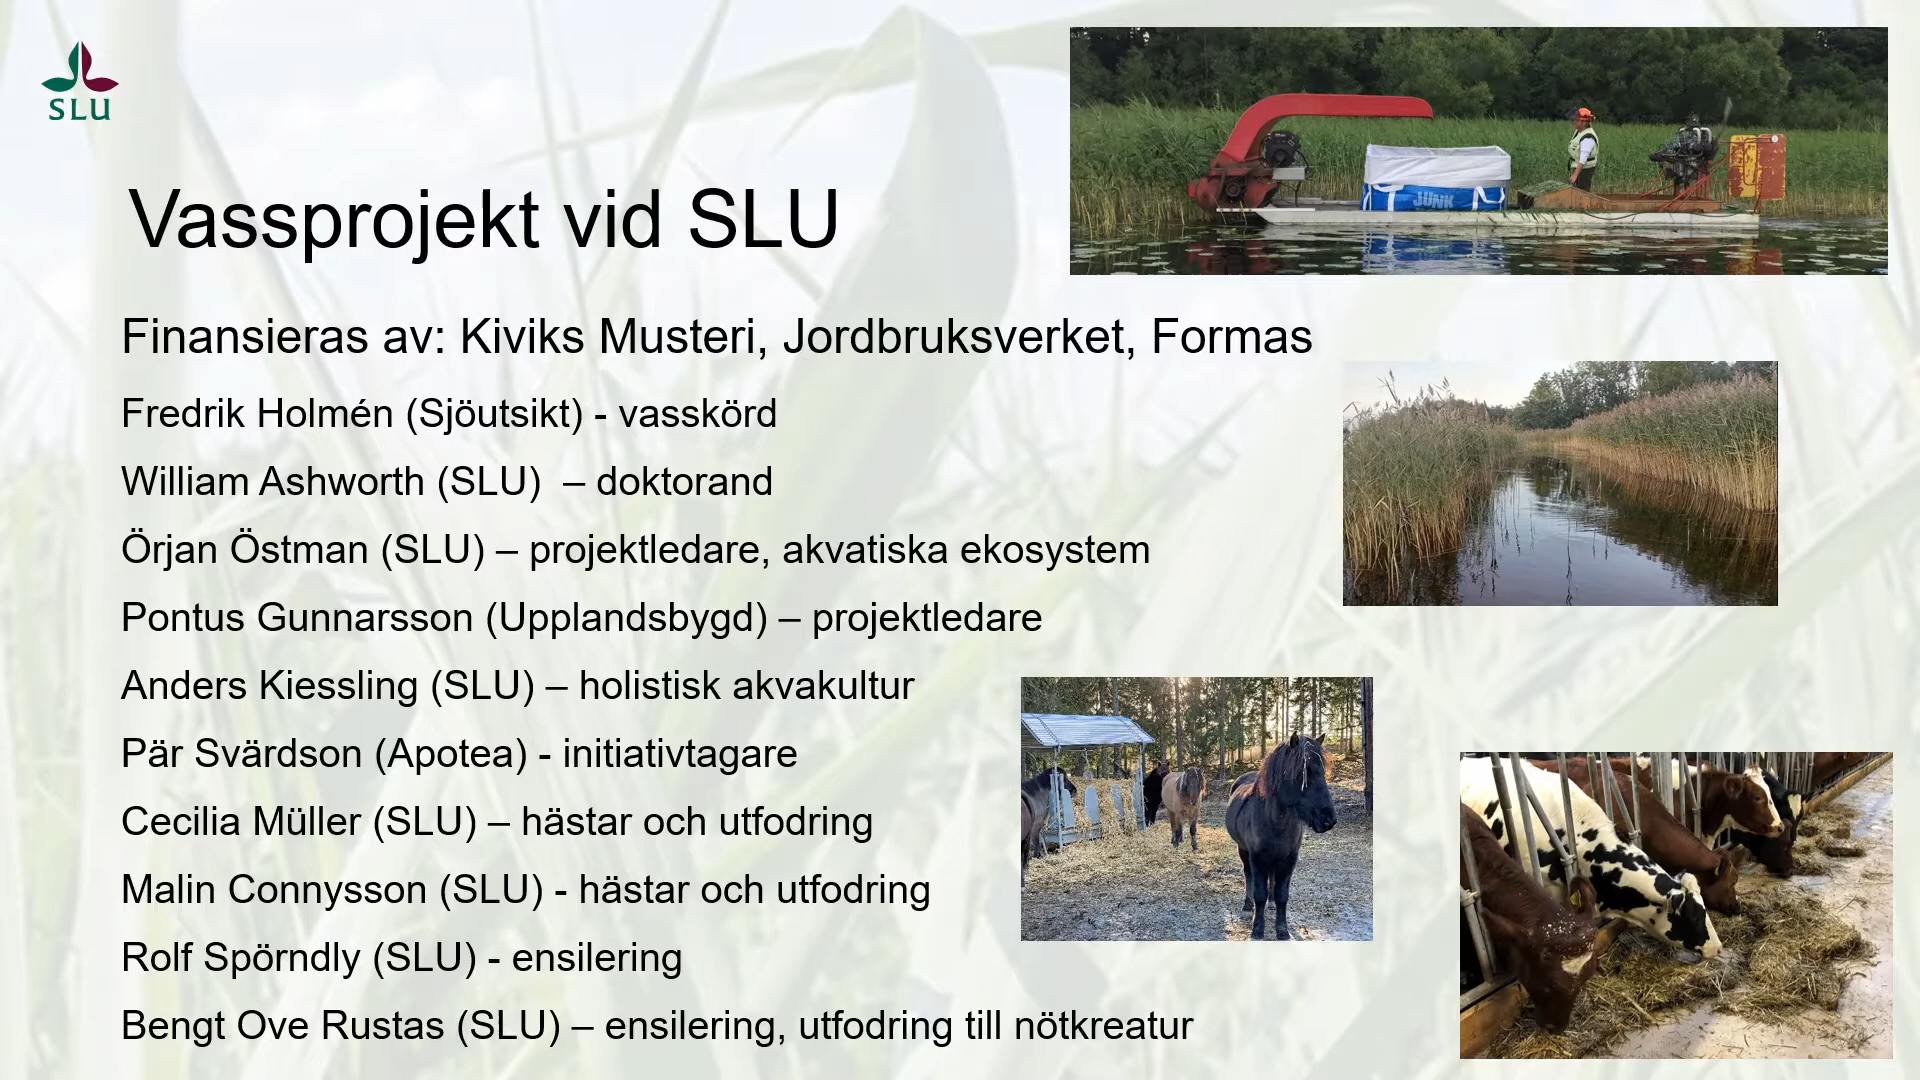 SLU
JUNK
Vassprojekt vid SLU
Finansieras av: Kiviks Musteri, Jordbruksverket, Formas
Fredrik Holmén (Sjöutsikt) - vasskörd
William Ashworth (SLU)  – doktorand
Örjan Östman (SLU) – projektledare, akvatiska ekosystem
Pontus Gunnarsson (Upplandsbygd) – projektledare
Anders Kiessling (SLU) – holistisk akvakultur
Pär Svärdson (Apotea) - initiativtagare
Cecilia Müller (SLU) – hästar och utfodring
Malin Connysson (SLU) - hästar och utfodring
Rolf Spörndly (SLU) - ensilering
Bengt Ove Rustas (SLU) – ensilering, utfodring till nötkreatur